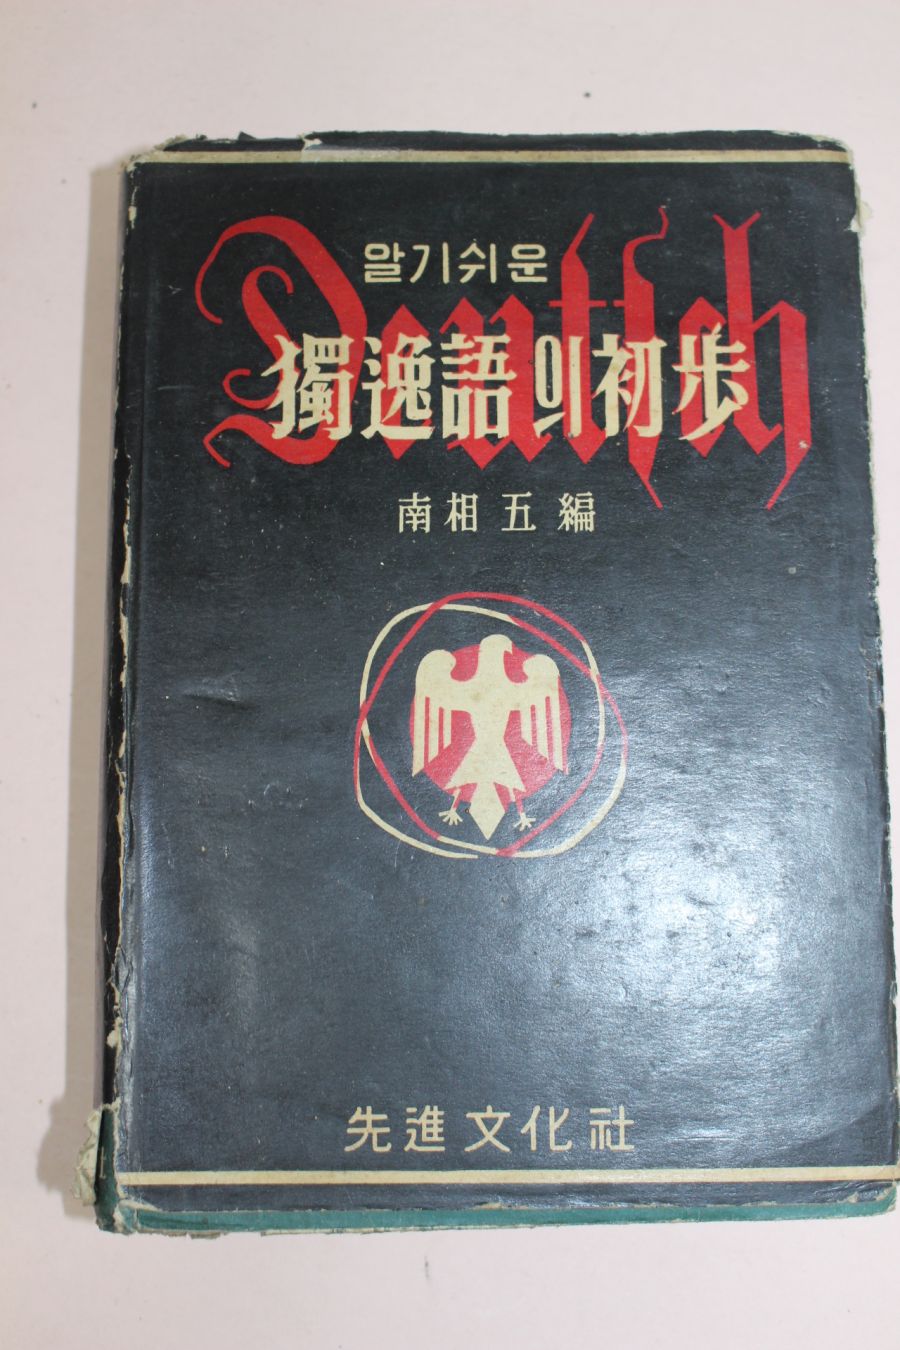 Deutsch
알기쉬운
獨逸語의初步
南相五 編
先進文化社